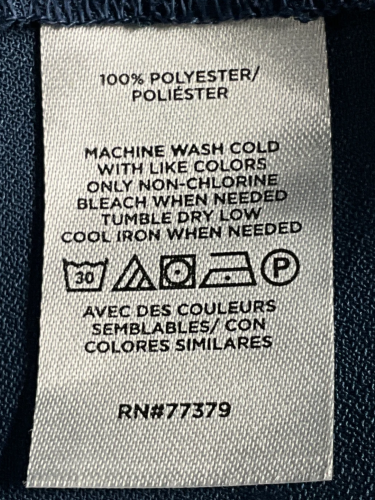 100% POLYESTER/
POLIÉSTER
MACHINE WASH COLD
WITH LIKE COLORS
ONLY NON-CHLORINE
BLEACH WHEN NEEDED
TUMBLE DRY LOW
COOL IRON WHEN NEEDED
30 P
AVEC DES COULEURS
SEMBLABLES/ CON
COLORES SIMILARES
RN#77379